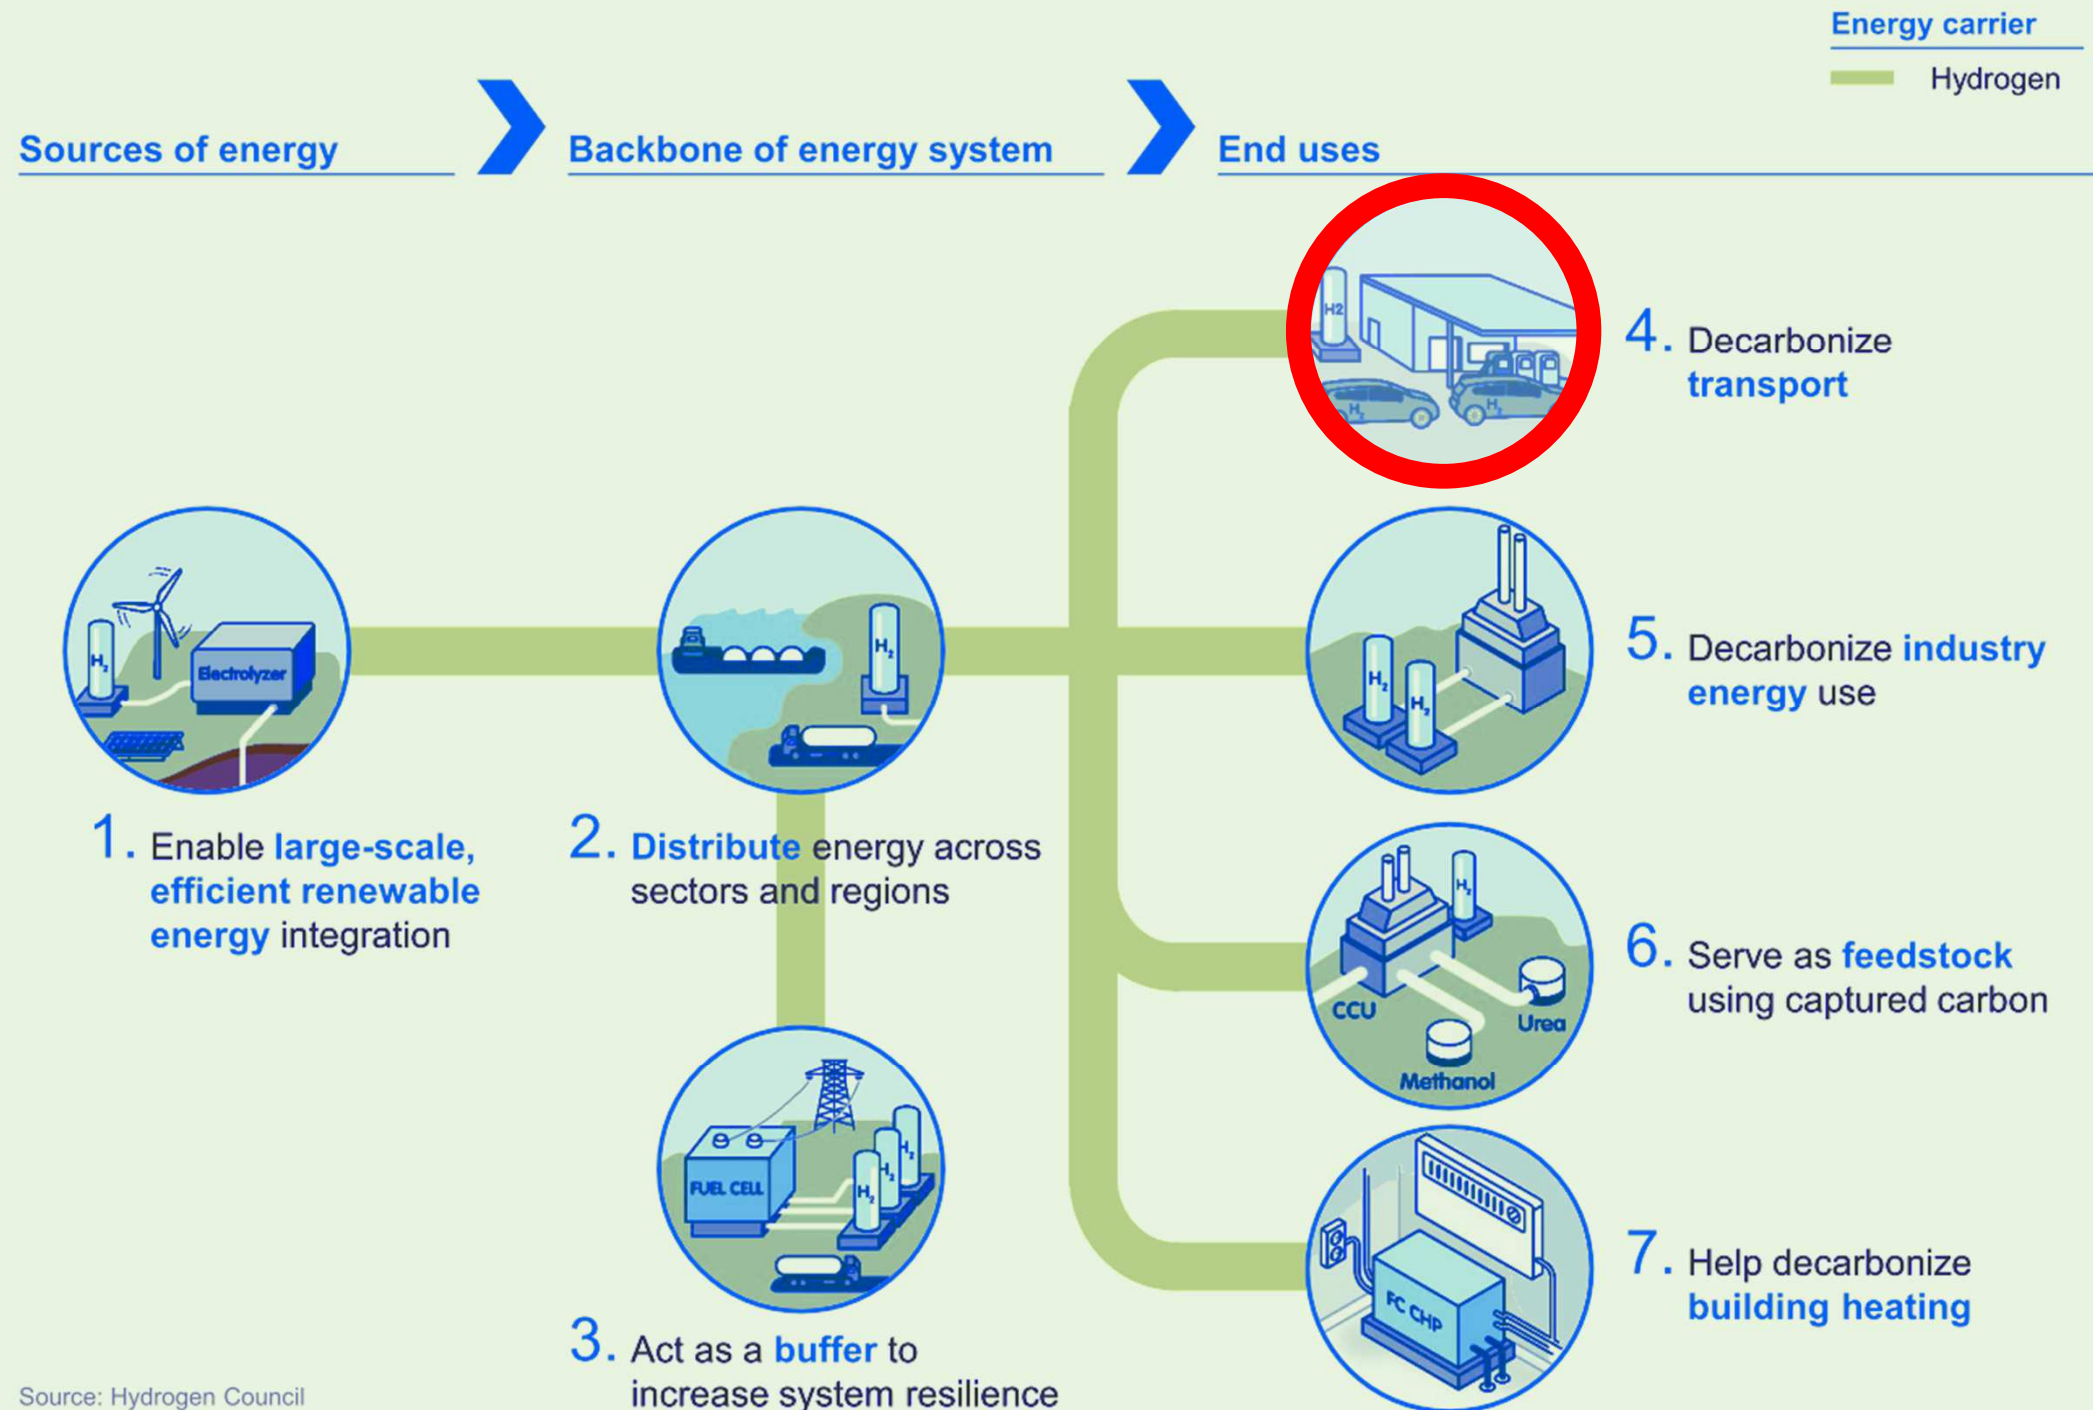 Energy carrier
Hydrogen
Sources of energy
Backbone of energy system
End uses
H2
H₂
H₂
4. Decarbonize
transport
H₂
Electrolyzer
H₂
H₂
H₂
5. Decarbonize industry
energy use
1. Enable large-scale,
efficient renewable
energy integration
2. Distribute energy across
sectors and regions
H₂
CCU
Urea
Methanol
6. Serve as feedstock
using captured carbon
FUEL CELL
H₂
H₂
H₂
3. Act as a buffer to
increase system resilience
FC CHP
7. Help decarbonize
building heating
Source: Hydrogen Council